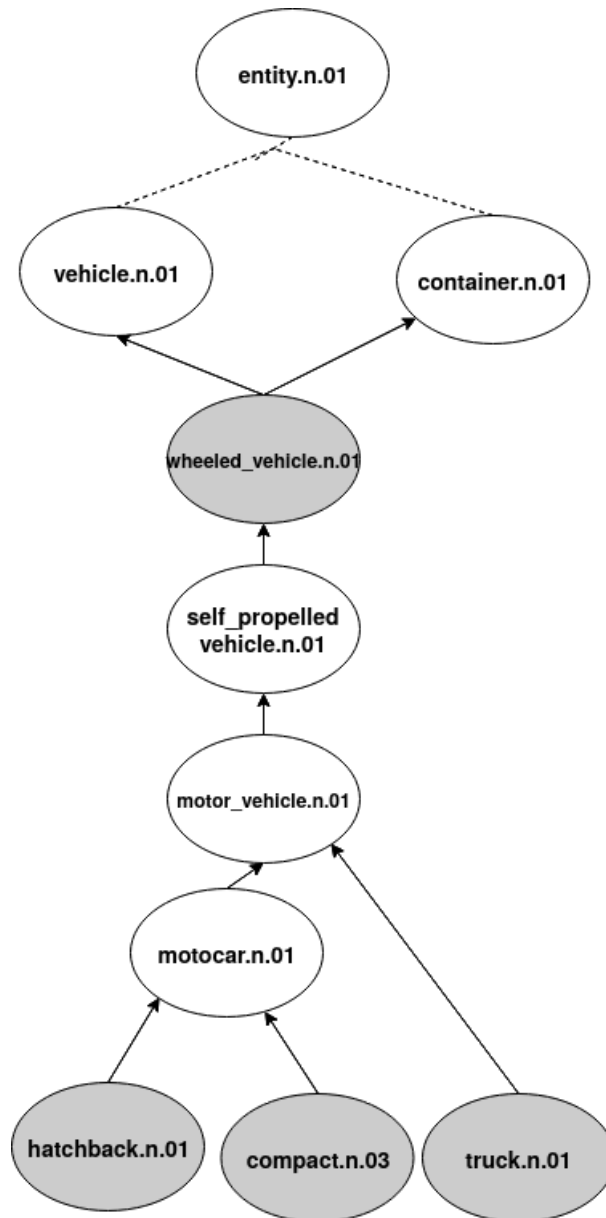 entity.n.01
vehicle.n.01
container.n.01
wheeled_vehicle.n.01
self_propelled
vehicle.n.01
motor_vehicle.n.01
motocar.n.01
hatchback.n.01
compact.n.03
truck.n.01